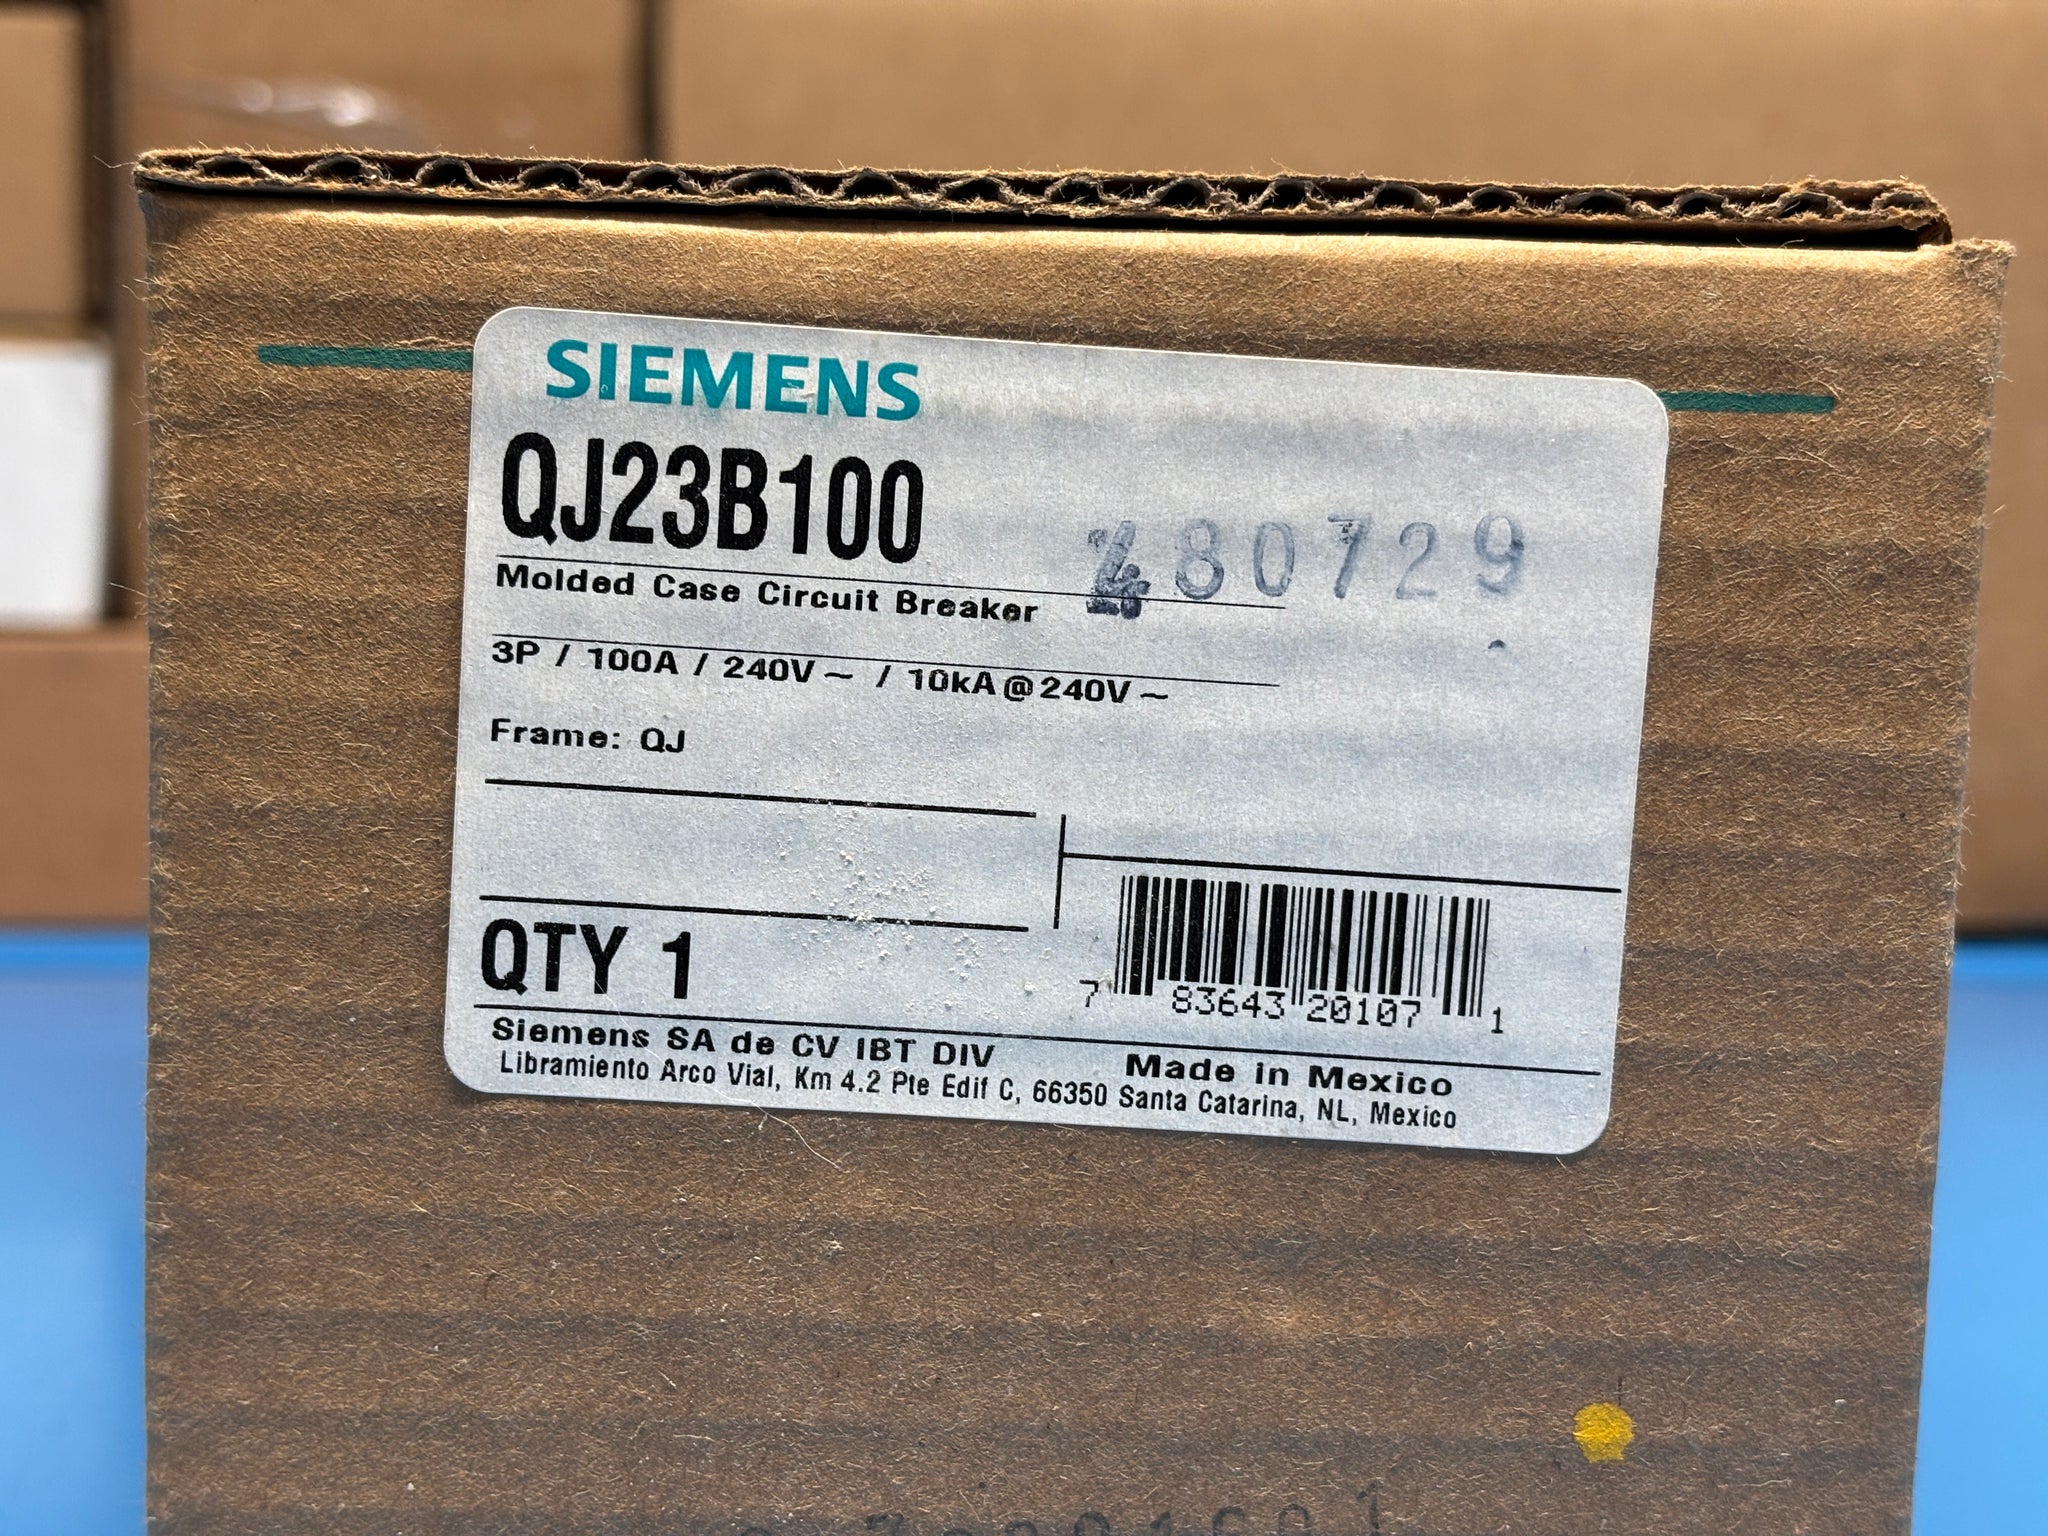 SIEMENS
QJ23B100
480729
Molded Case Circuit Breaker
3P / 100A / 240V ~ / 10kA @ 240V ~
Frame: QJ
QTY 1
7 83643 20107 1
Siemens SA de CV IBT DIV
Made in Mexico
Libramiento Arco Vial, Km 4.2 Pte Edif C, 66350 Santa Catarina, NL, Mexico